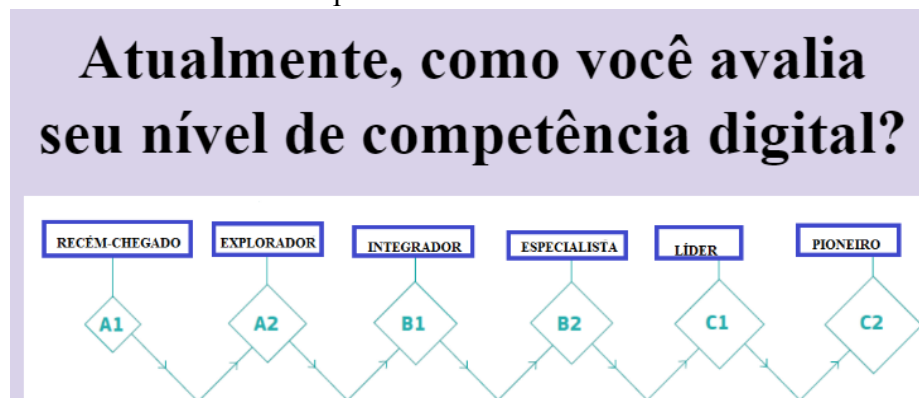 Atualmente, como você avalia
seu nível de competência digital?
RECÉM-CHEGADO EXPLORADOR INTEGRADOR ESPECIALISTA LÍDER PIONEIRO
A1 A2 B1 B2 C1 C2